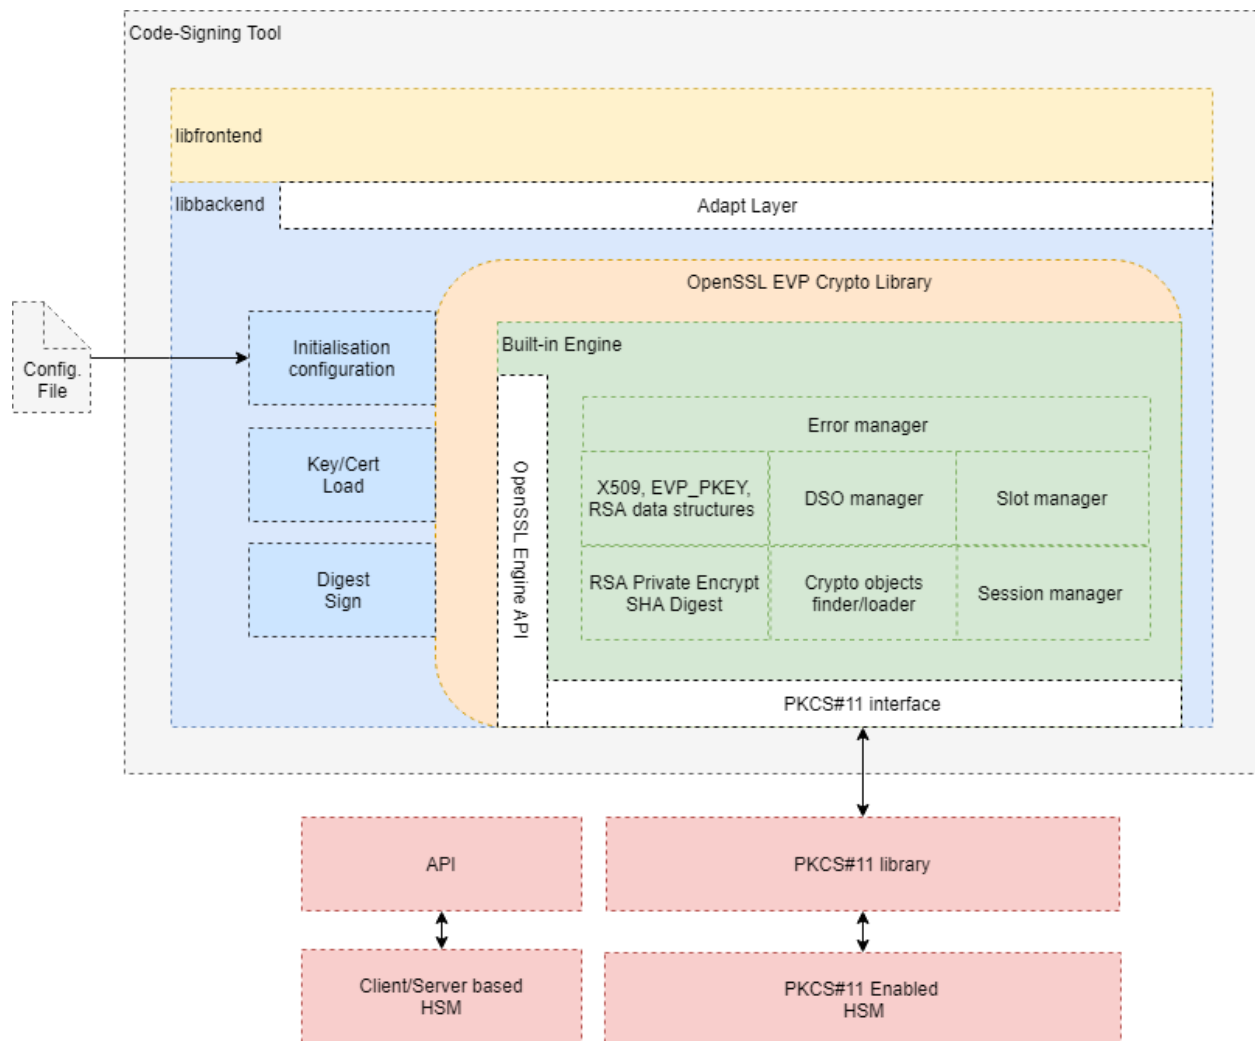 Code-Signing Tool
libfrontend
libbackend
Adapt Layer
OpenSSL EVP Crypto Library
Config.
File
Initialisation
configuration
Built-in Engine
Key/Cert
Load
Digest
Sign
OpenSSL Engine API
Error manager
X509, EVP_PKEY,
RSA data structures
DSO manager
Slot manager
RSA Private Encrypt
SHA Digest
Crypto objects
finder/loader
Session manager
PKCS#11 interface
API
PKCS#11 library
Client/Server based
HSM
PKCS#11 Enabled
HSM